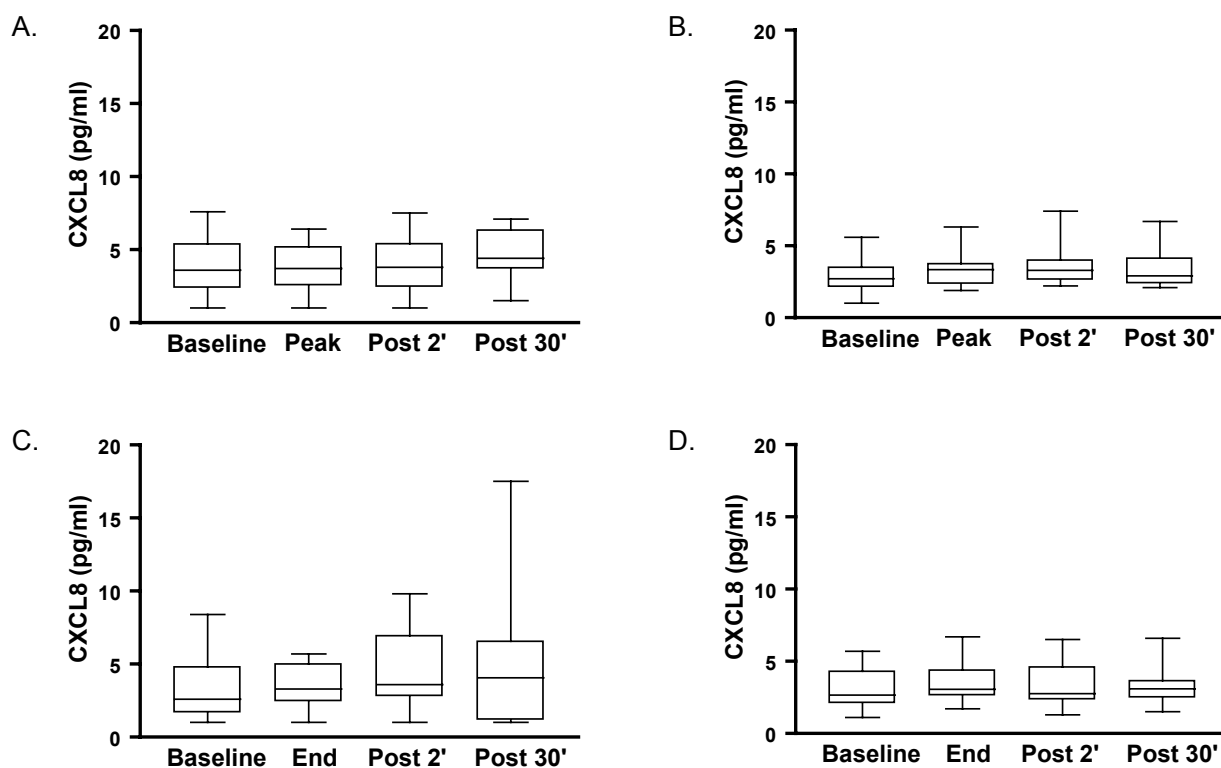 A.
CXCL8 (pg/ml)
20
15
10
5
0
Baseline Peak Post 2' Post 30'
B.
CXCL8 (pg/ml)
20
15
10
5
0
Baseline Peak Post 2' Post 30'
C.
CXCL8 (pg/ml)
20
15
10
5
0
Baseline End Post 2' Post 30'
D.
CXCL8 (pg/ml)
20
15
10
5
0
Baseline End Post 2' Post 30'